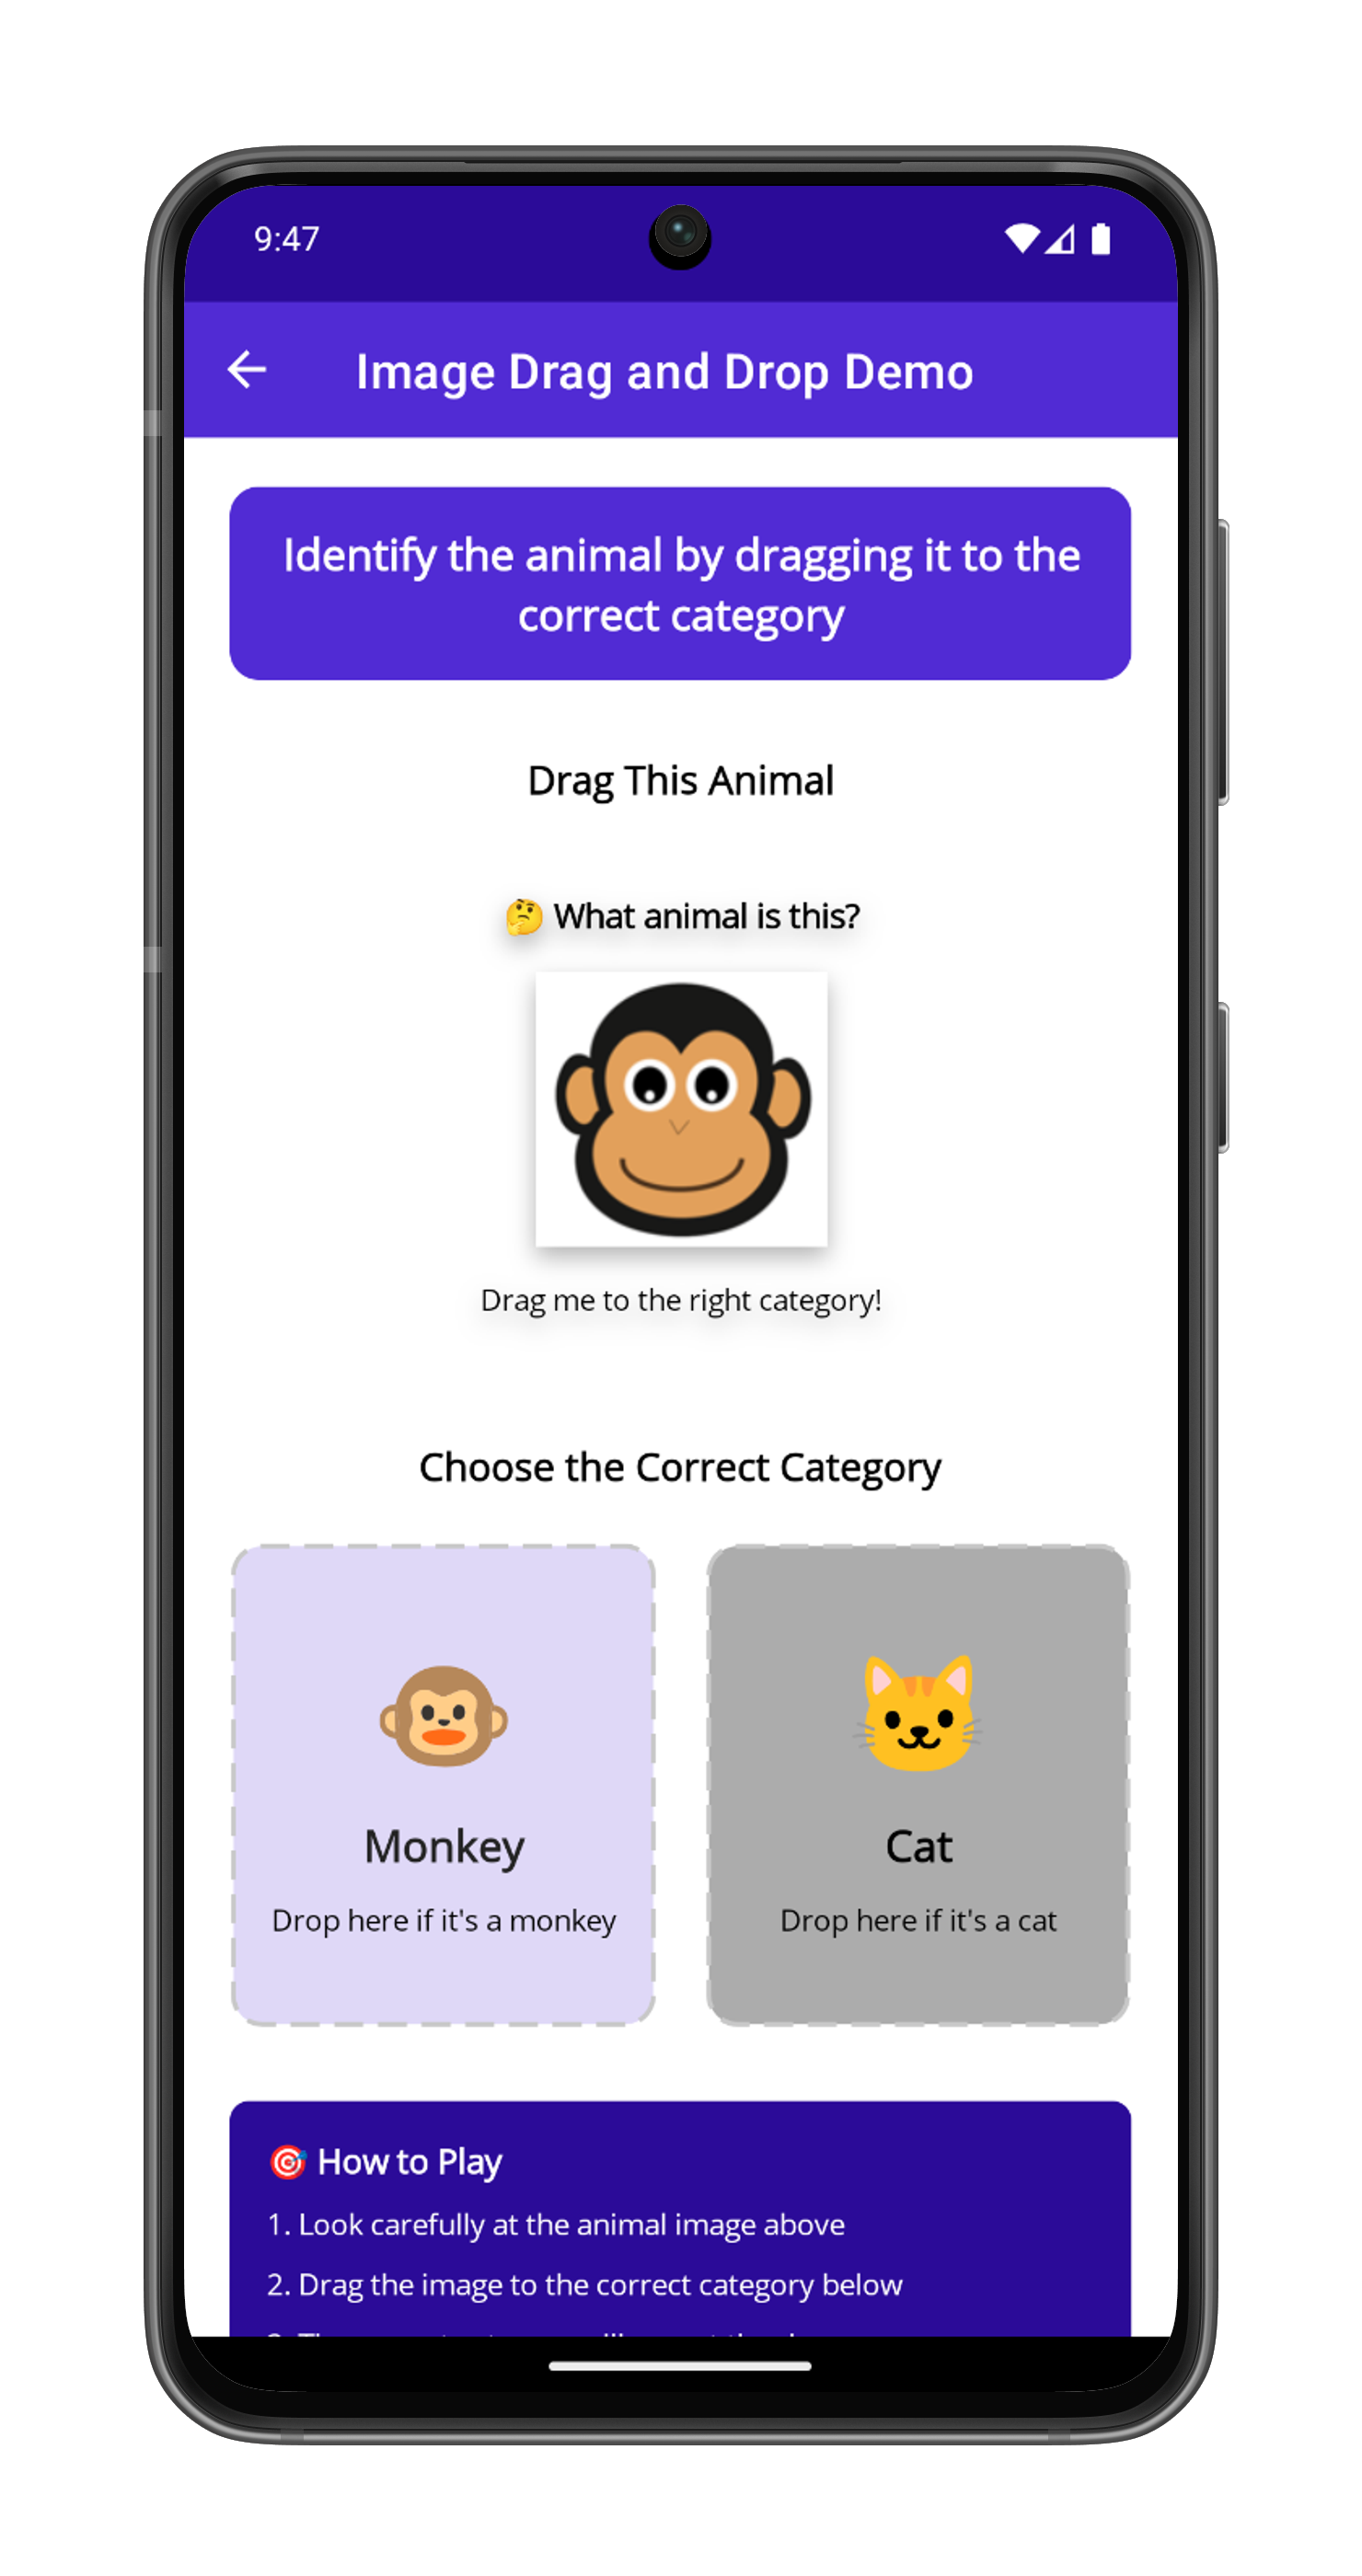 9:47
Image Drag and Drop Demo
Identify the animal by dragging it to the
correct category
Drag This Animal
🤔 What animal is this?
Drag me to the right category!
Choose the Correct Category
Monkey
Drop here if it's a monkey
Cat
Drop here if it's a cat
🎯 How to Play
1. Look carefully at the animal image above
2. Drag the image to the correct category below